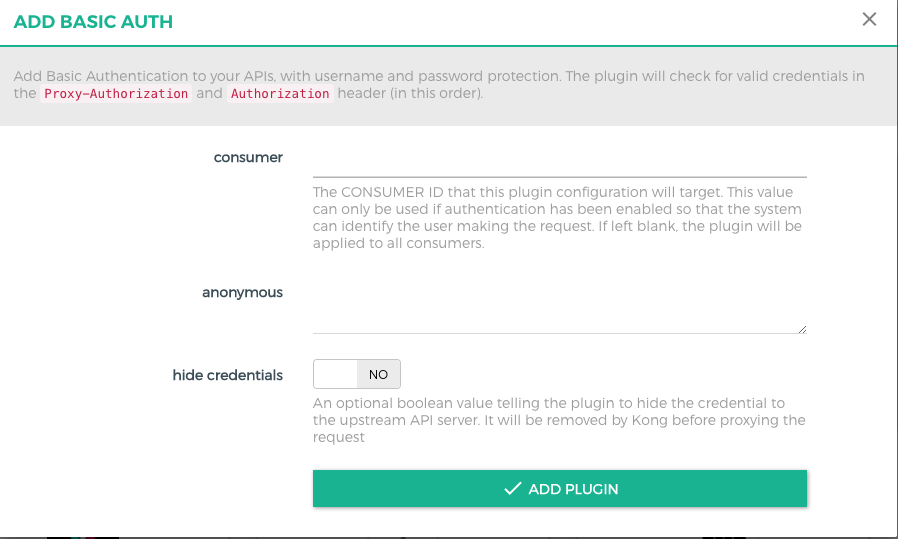 ADD BASIC AUTH
Add Basic Authentication to your APIs, with username and password protection. The plugin will check for valid credentials in
the Proxy-Authorization and Authorization header (in this order).
consumer
The CONSUMER ID that this plugin configuration will target. This value
can only be used if authentication has been enabled so that the system
can identify the user making the request. If left blank, the plugin will be
applied to all consumers.
anonymous
hide credentials
NO
An optional boolean value telling the plugin to hide the credential to
the upstream API server. It will be removed by Kong before proxying the
request
ADD PLUGIN